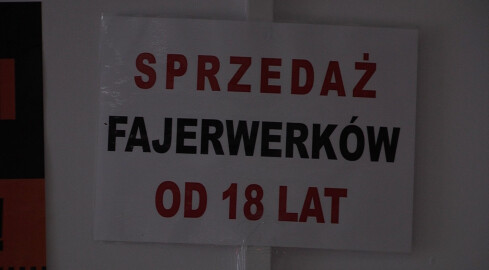 SPRZEDAŻ
FAJERWERKÓW
OD 18 LAT
!